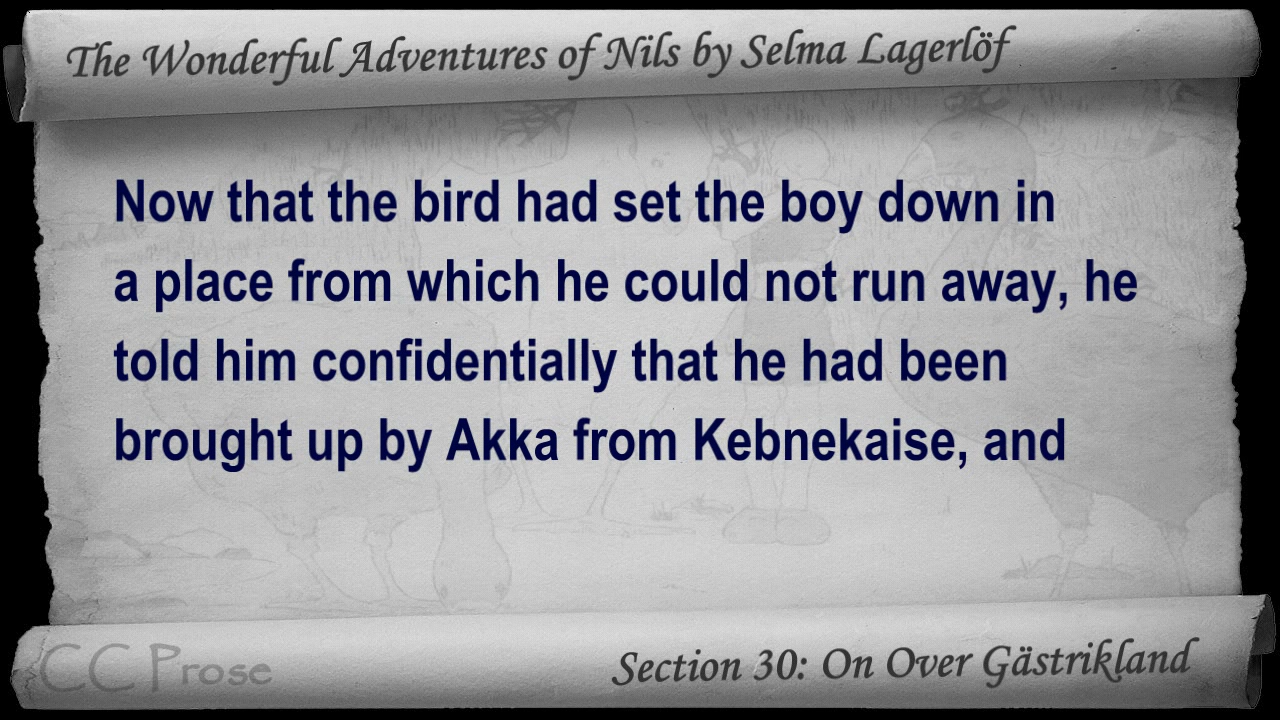 The Wonderful Adventures of Nils by Selma Lagerlöf
Now that the bird had set the boy down in
a place from which he could not run away, he
told him confidentially that he had been
brought up by Akka from Kebnekaise, and
CC Prose
Section 30: On Over Gästrikland